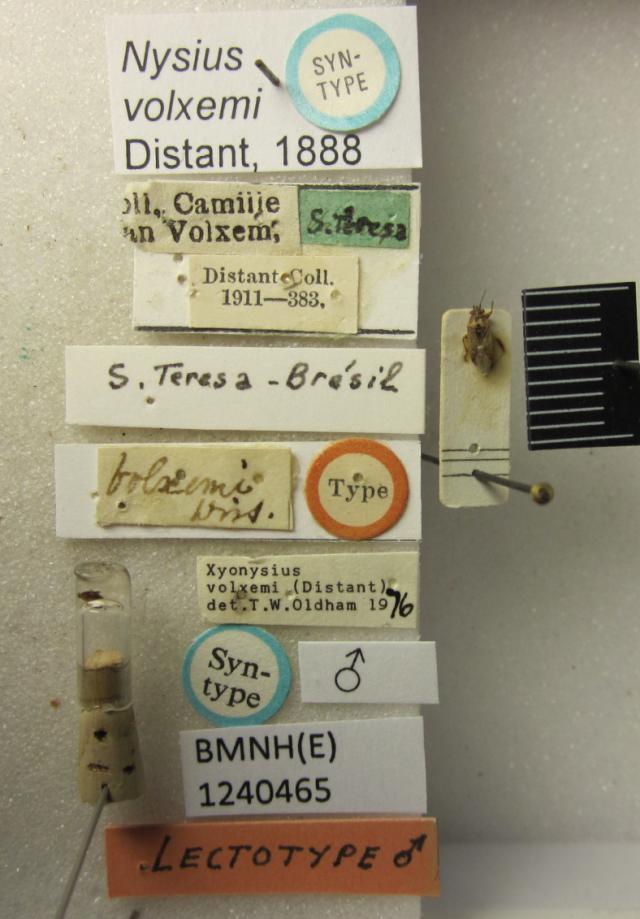 Nysius
volxemi
Distant, 1888
SYN-
TYPE
oll. Camille
an Volxem,
S. Teresa
Distant Coll.
1911—383.
S. Teresa - Brésil
volxemi
Dist.
Type
Xyonysius
volxemi (Distant)
det.T.W.Oldham 1976
Syn-
type
♂
BMNH(E)
1240465
LECTOTYPE ♂